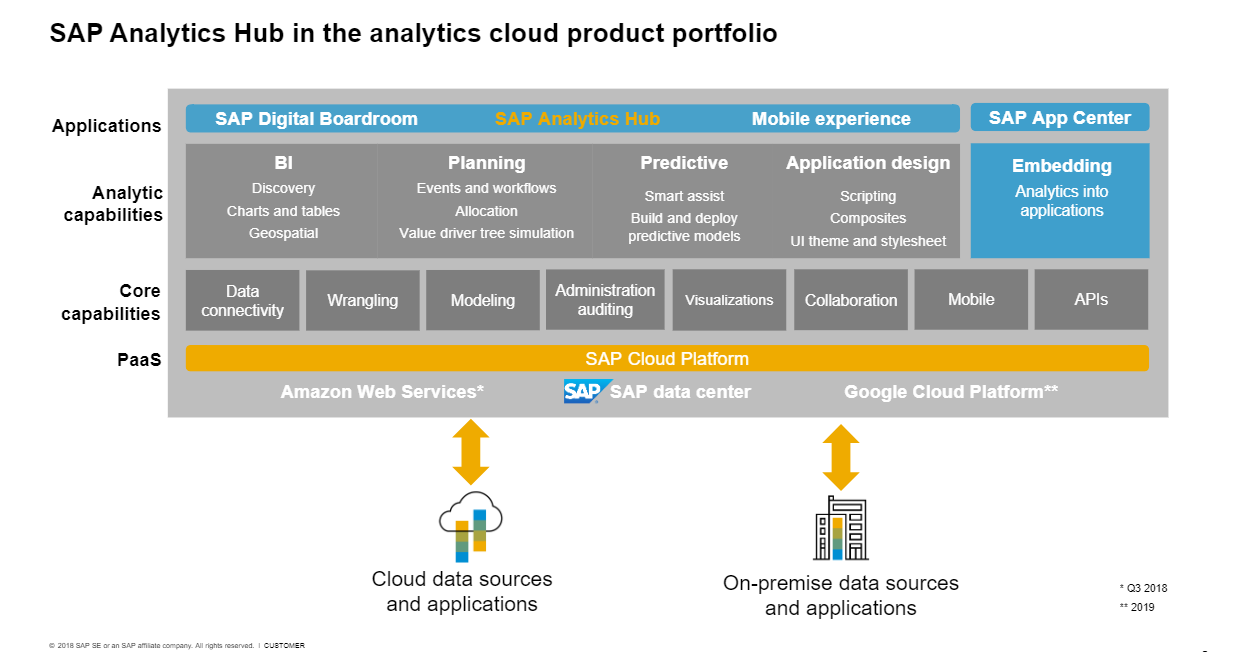 SAP Analytics Hub in the analytics cloud product portfolio
Applications
SAP Digital Boardroom
SAP Analytics Hub
Mobile experience
SAP App Center
Analytic
capabilities
BI
Discovery
Charts and tables
Geospatial
Planning
Events and workflows
Allocation
Value driver tree simulation
Predictive
Smart assist
Build and deploy
predictive models
Application design
Scripting
Composites
UI theme and stylesheet
Embedding
Analytics into
applications
Core
capabilities
Data
connectivity
Wrangling
Modeling
Administration
auditing
Visualizations
Collaboration
Mobile
APIs
PaaS
SAP Cloud Platform
Amazon Web Services*
SAP
SAP data center
Google Cloud Platform**
Cloud data sources
and applications
On-premise data sources
and applications
* Q3 2018
** 2019
© 2018 SAP SE or an SAP affiliate company. All rights reserved. I CUSTOMER